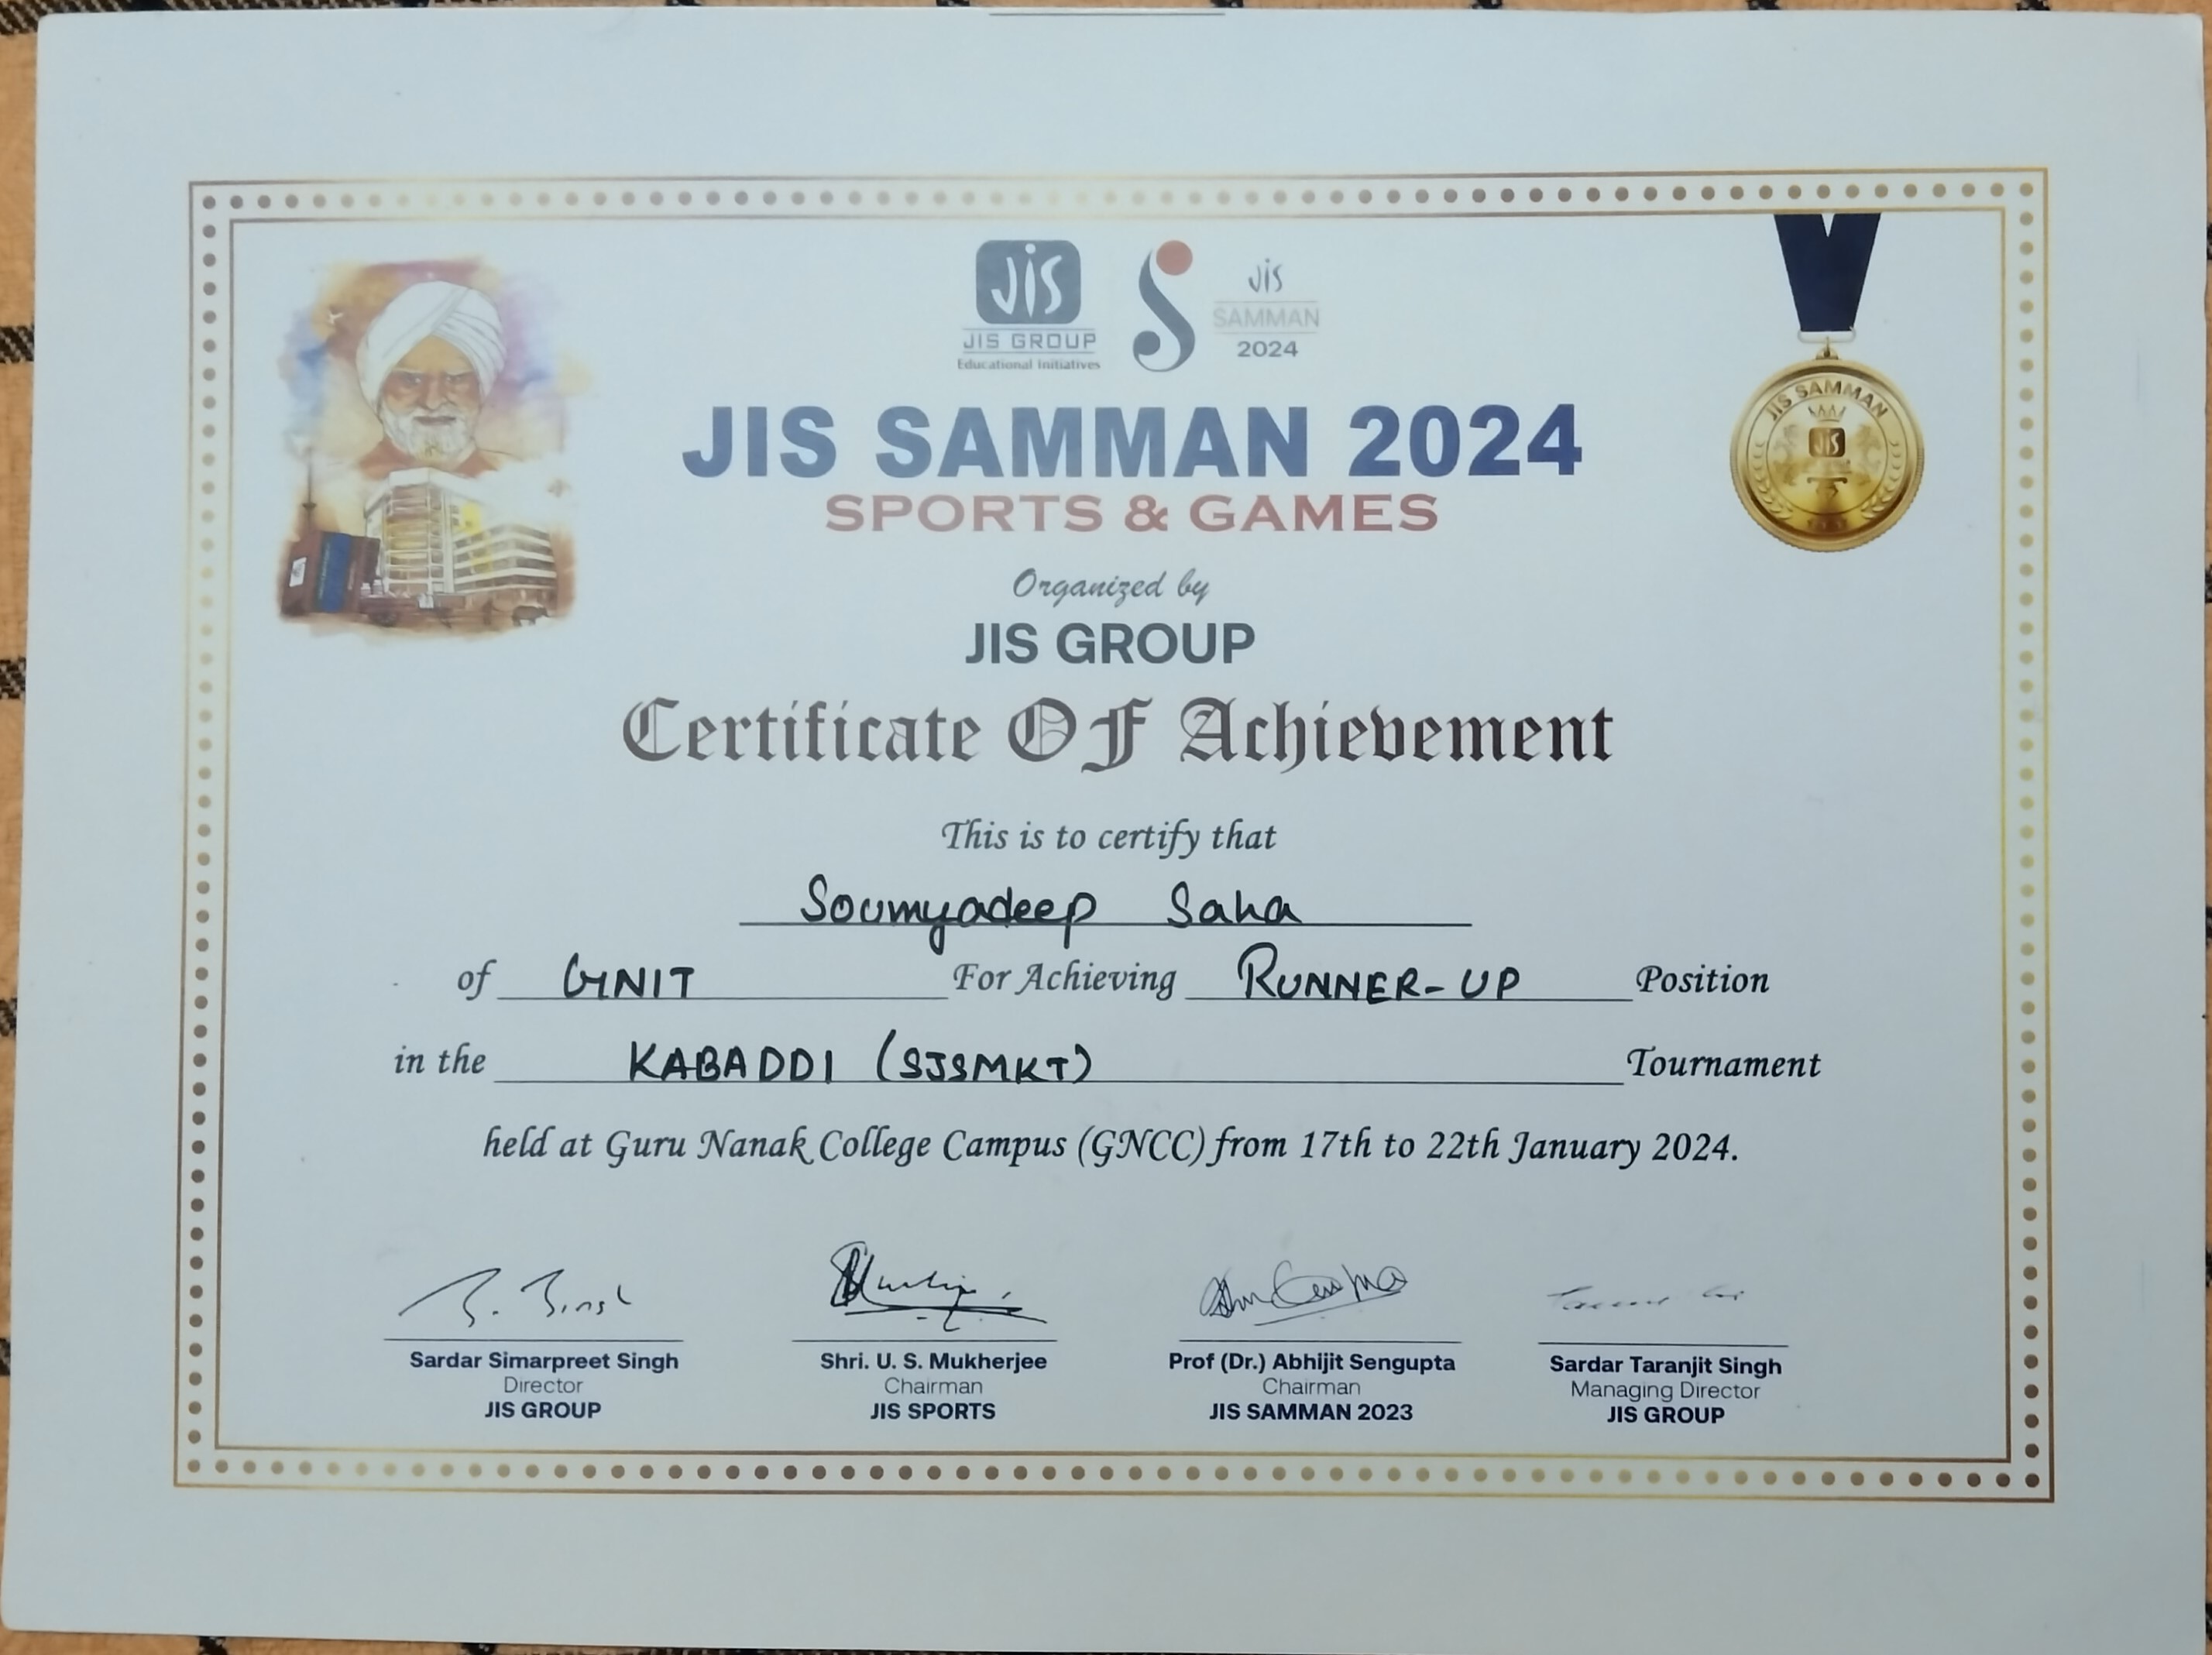 JIS
JIS GROUP
Educational Initiatives
JIS
SAMMAN
2024
JIS SAMMAN
JIS
JIS SAMMAN 2024
SPORTS & GAMES
Organized by
JIS GROUP
Certificate OF Achievement
This is to certify that
Soumyadeep Saha
of GNIT For Achieving RUNNER-UP Position
in the KABADDI (SJSMKT) Tournament
held at Guru Nanak College Campus (GNCC) from 17th to 22th January 2024.
Sardar Simarpreet Singh
Director
JIS GROUP
Shri. U. S. Mukherjee
Chairman
JIS SPORTS
Prof (Dr.) Abhijit Sengupta
Chairman
JIS SAMMAN 2023
Sardar Taranjit Singh
Managing Director
JIS GROUP